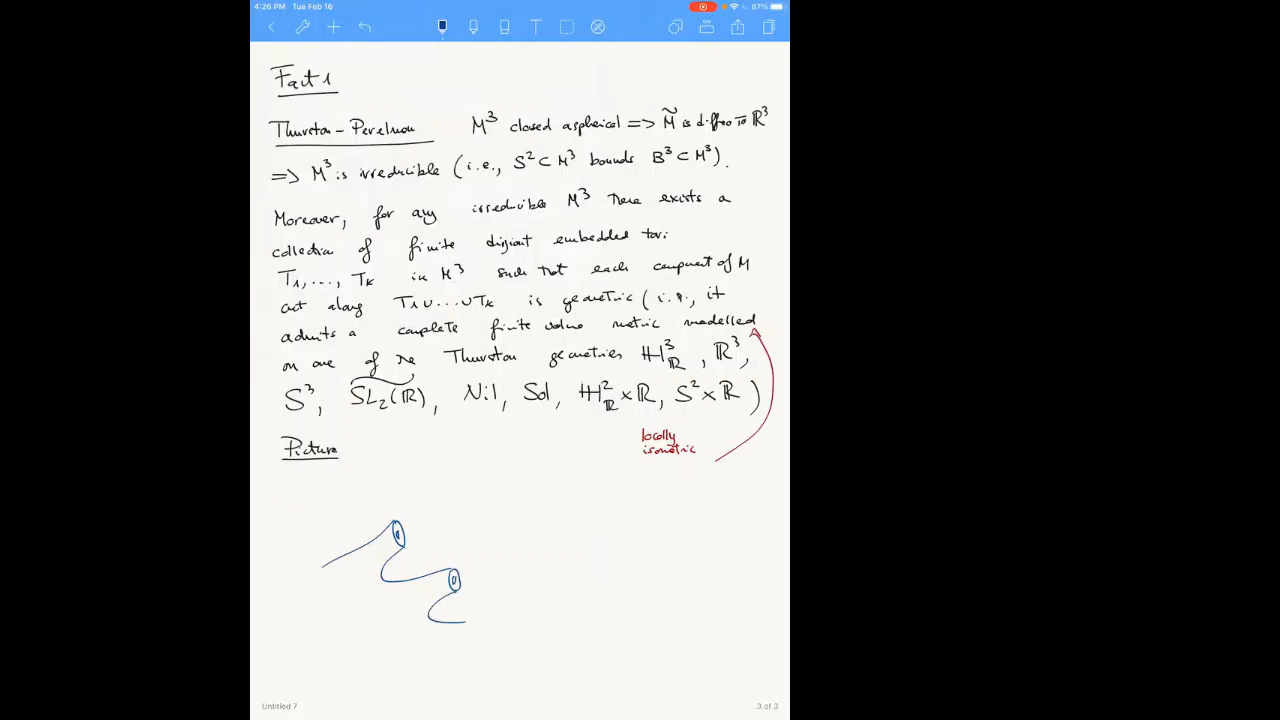 4:26 PM Tue Feb 16
87%
Fact 1
Thurston-Perelman M³ closed aspherical => M̃ is diffeo to ℝ³
=> M³ is irreducible (i.e., S² ⊂ M³ bounds B³ ⊂ M³).
Moreover, for any irreducible M³ there exists a
collection of finite disjoint embedded tori
T₁, ..., Tₖ in M³ such that each component of M
cut along T₁ ∪ ... ∪ Tₖ is geometric (i.e., it
admits a complete finite volume metric modelled
on one of the Thurston geometries ℍ³_ℝ, ℝ³,
S³, S̃L₂(ℝ), Nil, Sol, ℍ²_ℝ × ℝ, S² × ℝ)
locally
isometric
Picture
Untitled 7
3 of 3